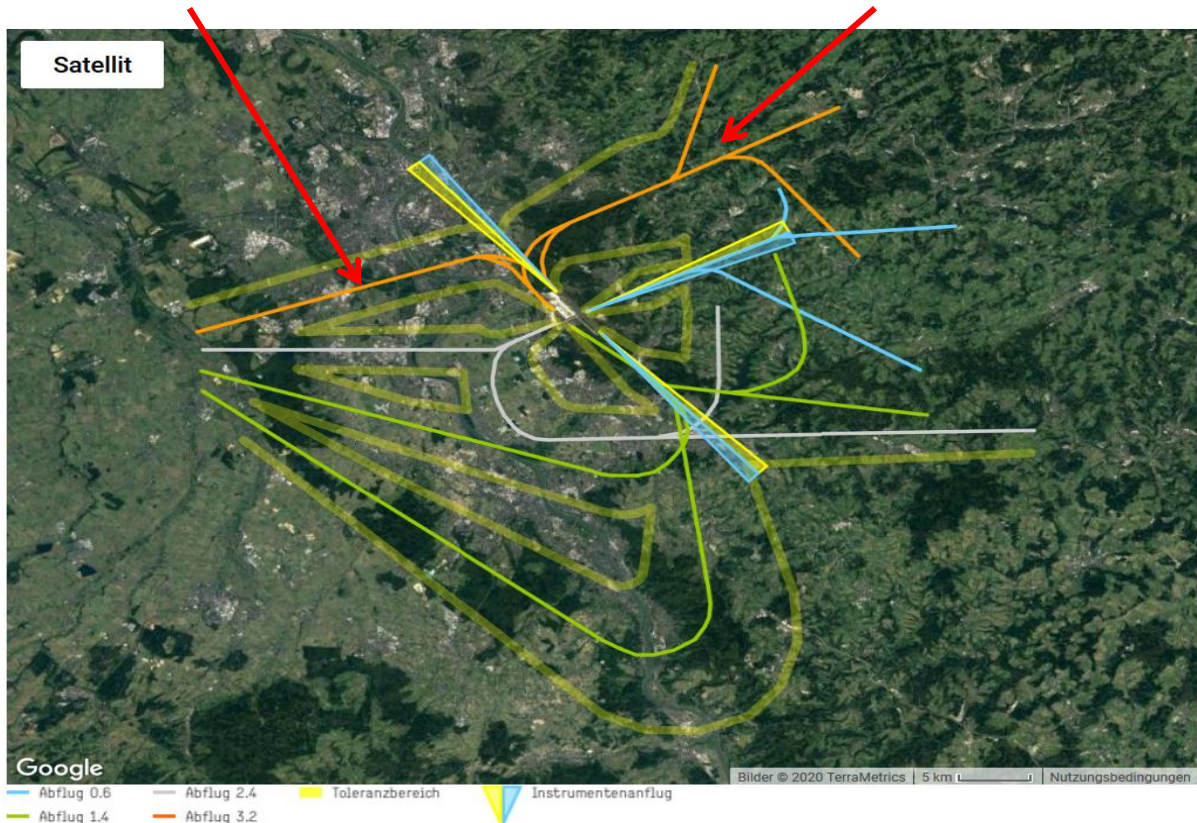 Satellit
Google
Bilder © 2020 TerraMetrics 5 km Nutzungsbedingungen
Abflug 0.6 Abflug 2.4 Toleranzbereich Instrumentenanflug
Abflug 1.4 Abflug 3.2